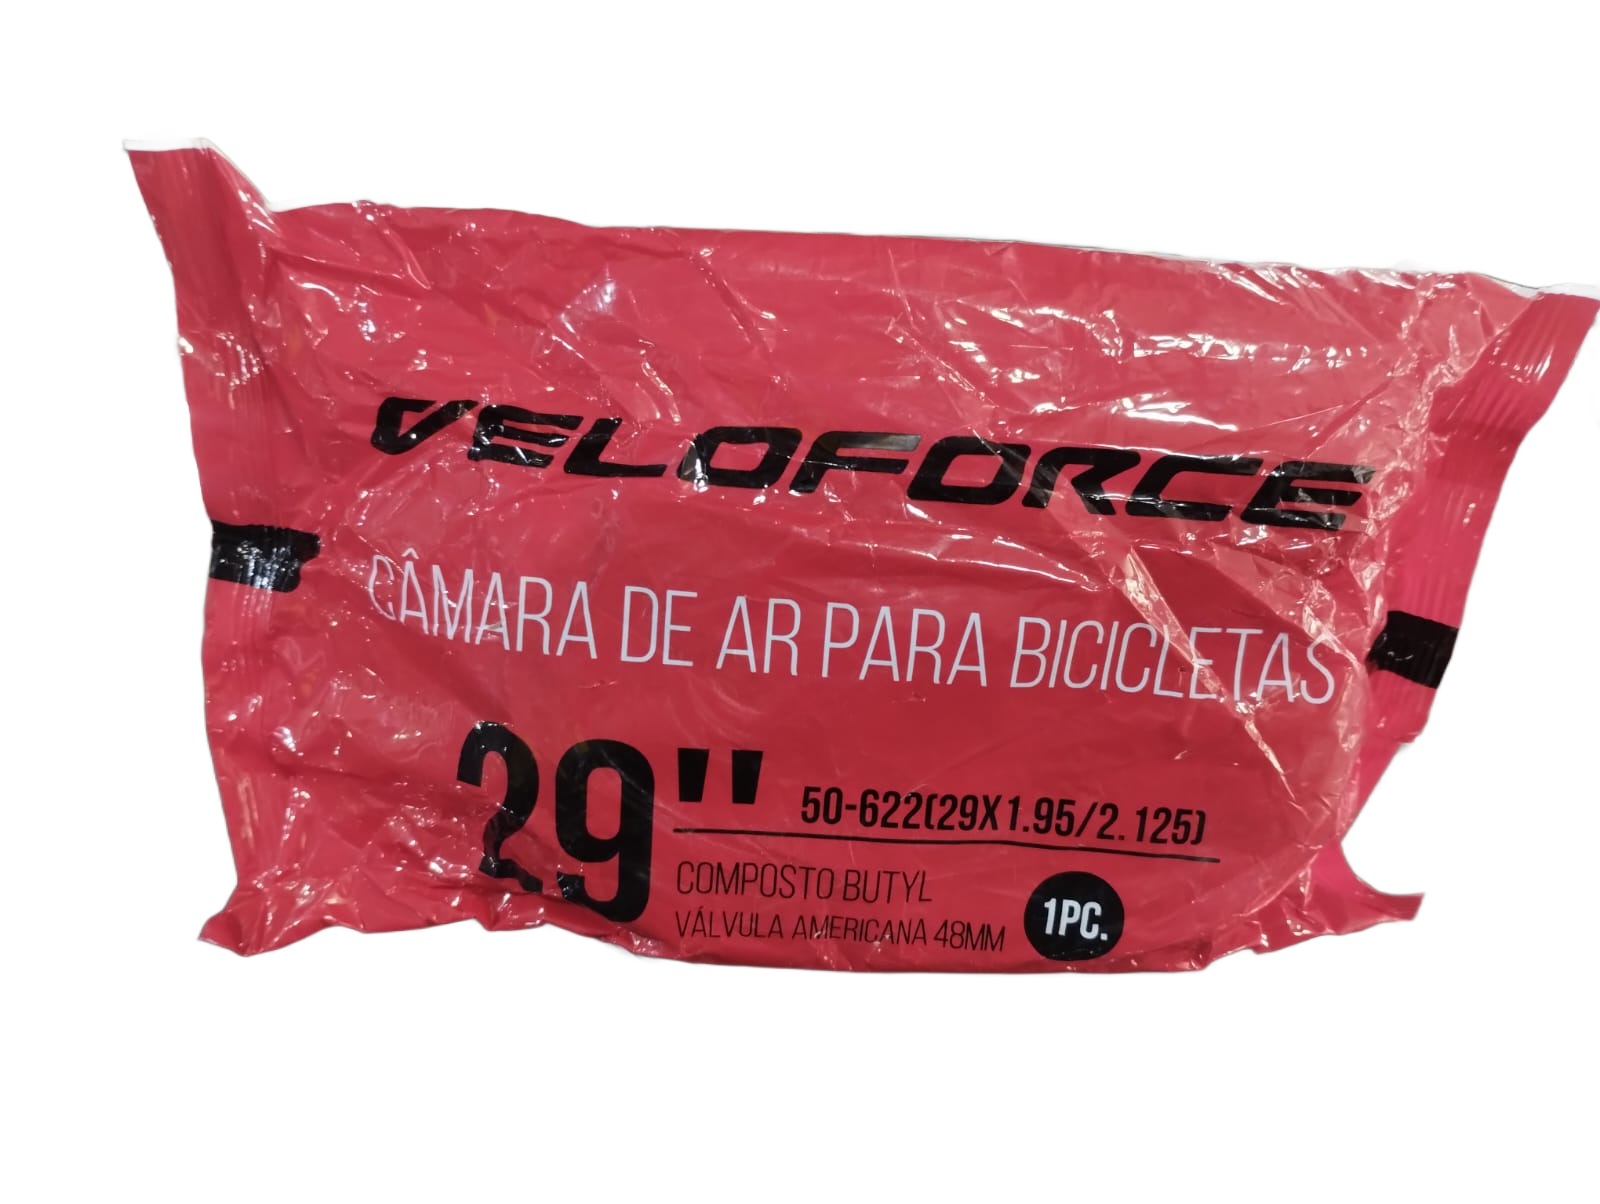 VELOFORCE
CÂMARA DE AR PARA BICICLETAS
29" 50-622(29X1.95/2.125)
COMPOSTO BUTYL
VÁLVULA AMERICANA 48MM
1PC.